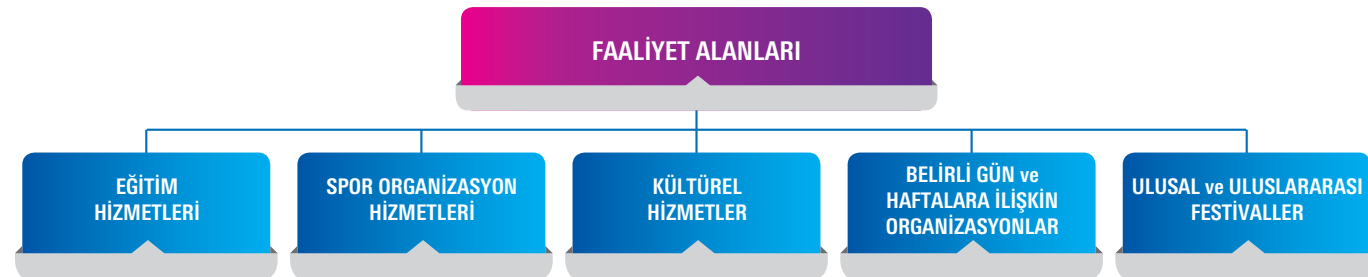 FAALİYET ALANLARI
EĞİTİM
HİZMETLERİ
SPOR ORGANİZASYON
HİZMETLERİ
KÜLTÜREL
HİZMETLER
BELİRLİ GÜN ve
HAFTALARA İLİŞKİN
ORGANİZASYONLAR
ULUSAL ve ULUSLARARASI
FESTİVALLER